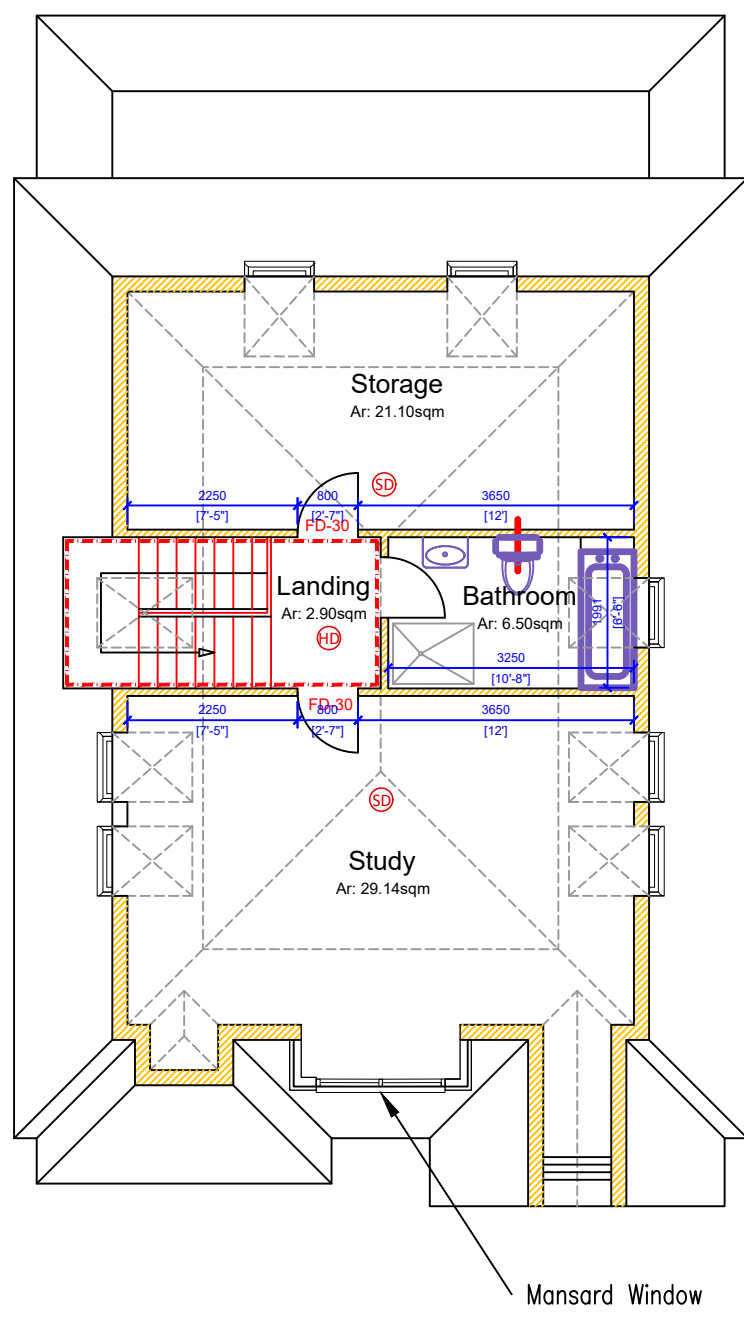 Storage
Ar: 21.10sqm
SD
2250
800
3650
[7'-5"]
[2'-7"]
[12']
FD-30
Landing
Ar: 2.90sqm
HD
Bathroom
Ar: 6.50sqm
1991
[6'-6"]
3250
[10'-8"]
FD-30
2250
800
3650
[7'-5"]
[2'-7"]
[12']
SD
Study
Ar: 29.14sqm
Mansard Window